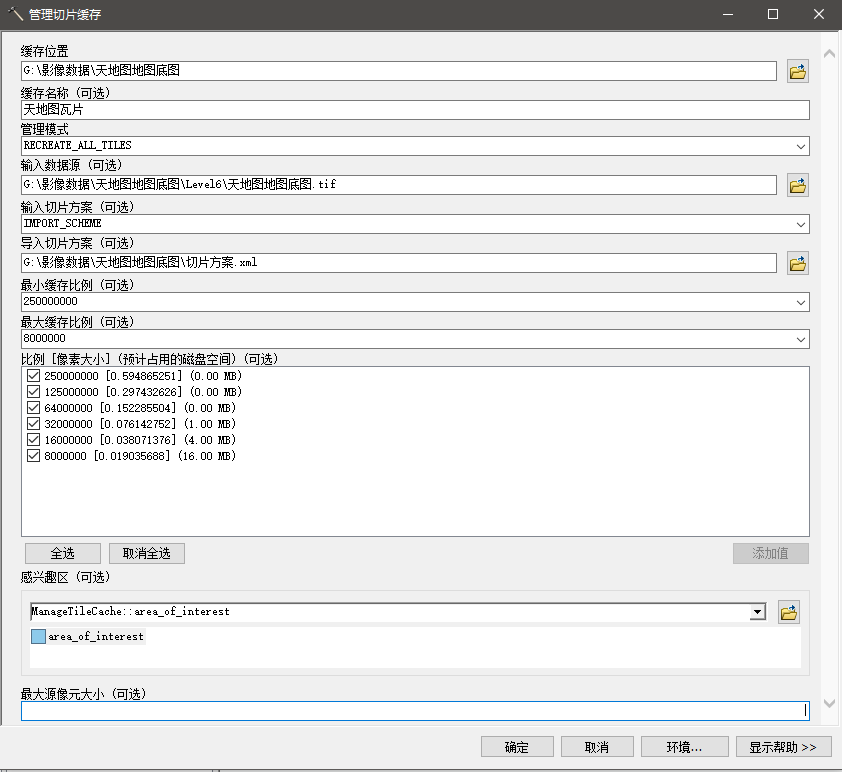 管理切片缓存
缓存位置
G:\影像数据\天地图地图底图
缓存名称 (可选)
天地图瓦片
管理模式
RECREATE_ALL_TILES
输入数据源 (可选)
G:\影像数据\天地图地图底图\Level6\天地图地图底图.tif
输入切片方案 (可选)
IMPORT_SCHEME
导入切片方案 (可选)
G:\影像数据\天地图地图底图\切片方案.xml
最小缓存比例 (可选)
250000000
最大缓存比例 (可选)
8000000
比例 [像素大小] (预计占用的磁盘空间) (可选)
250000000 [0.594865251] (0.00 MB)
125000000 [0.297432626] (0.00 MB)
64000000 [0.152285504] (0.00 MB)
32000000 [0.076142752] (1.00 MB)
16000000 [0.038071376] (4.00 MB)
8000000 [0.019035688] (16.00 MB)
全选 取消全选 添加值
感兴趣区 (可选)
ManageTileCache::area_of_interest
area_of_interest
最大源像元大小 (可选)
确定 取消 环境... 显示帮助 >>